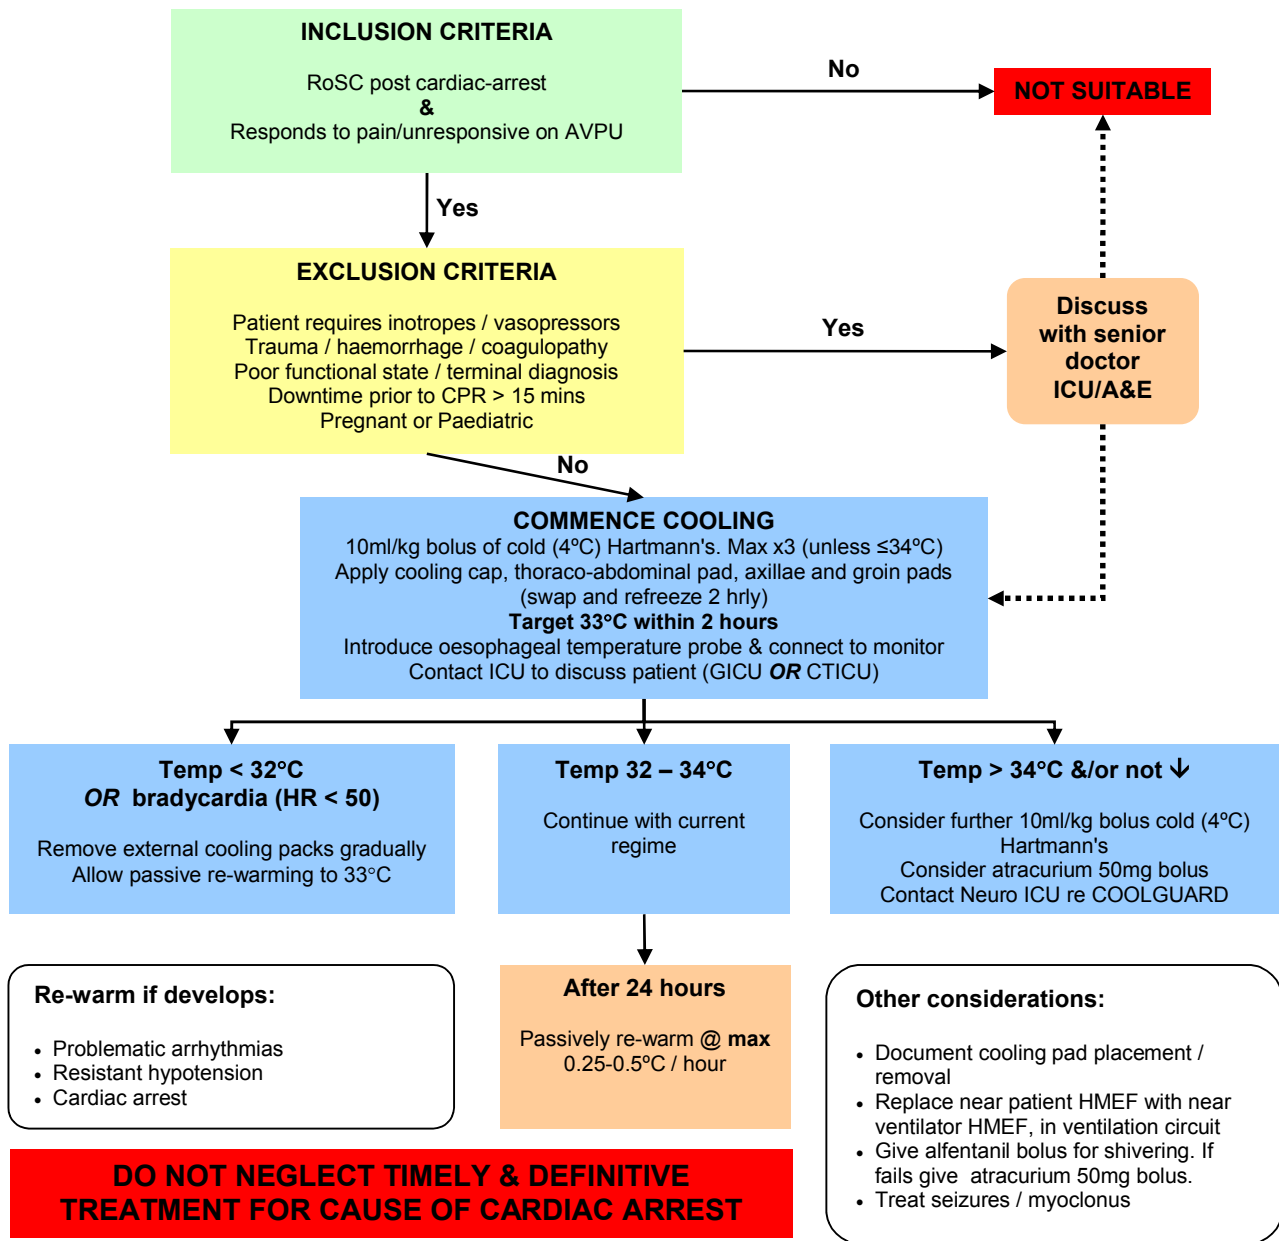 INCLUSION CRITERIA
RoSC post cardiac-arrest
&
Responds to pain/unresponsive on AVPU
No
NOT SUITABLE
Yes
EXCLUSION CRITERIA
Patient requires inotropes / vasopressors
Trauma / haemorrhage / coagulopathy
Poor functional state / terminal diagnosis
Downtime prior to CPR > 15 mins
Pregnant or Paediatric
Yes
Discuss
with senior
doctor
ICU/A&E
No
COMMENCE COOLING
10ml/kg bolus of cold (4ºC) Hartmann's. Max x3 (unless ≤34ºC)
Apply cooling cap, thoraco-abdominal pad, axillae and groin pads
(swap and refreeze 2 hrly)
Target 33°C within 2 hours
Introduce oesophageal temperature probe & connect to monitor
Contact ICU to discuss patient (GICU OR CTICU)
Temp < 32°C
OR bradycardia (HR < 50)
Remove external cooling packs gradually
Allow passive re-warming to 33°C
Temp 32 – 34°C
Continue with current
regime
Temp > 34°C &/or not ↓
Consider further 10ml/kg bolus cold (4ºC)
Hartmann's
Consider atracurium 50mg bolus
Contact Neuro ICU re COOLGUARD
Re-warm if develops:
• Problematic arrhythmias
• Resistant hypotension
• Cardiac arrest
After 24 hours
Passively re-warm @ max
0.25-0.5ºC / hour
Other considerations:
• Document cooling pad placement /
removal
• Replace near patient HMEF with near
ventilator HMEF, in ventilation circuit
• Give alfentanil bolus for shivering. If
fails give atracurium 50mg bolus.
• Treat seizures / myoclonus
DO NOT NEGLECT TIMELY & DEFINITIVE
TREATMENT FOR CAUSE OF CARDIAC ARREST